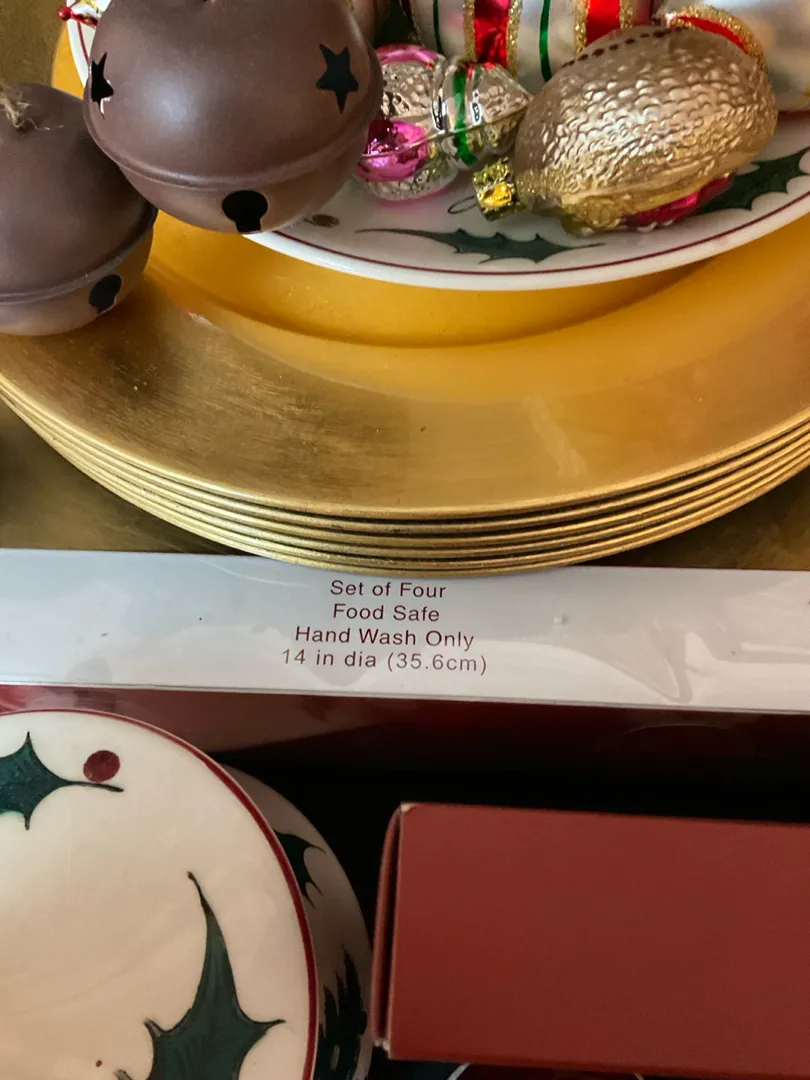 Set of Four
Food Safe
Hand Wash Only
14 in dia (35.6cm)